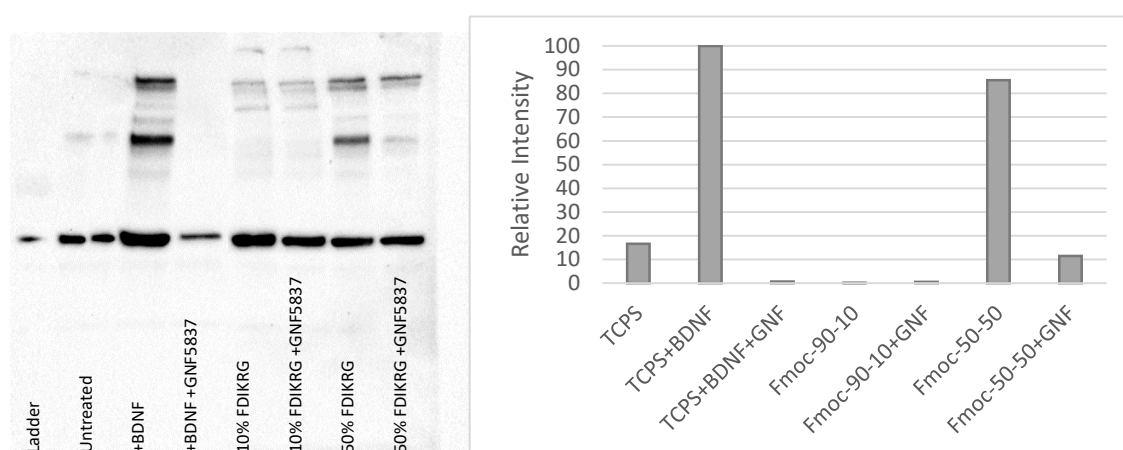 Ladder
Untreated
+BDNF
+BDNF +GNF5837
10% FDIKRG
10% FDIKRG +GNF5837
50% FDIKRG
50% FDIKRG +GNF5837
Relative Intensity
100
90
80
70
60
50
40
30
20
10
0
TCPS
TCPS+BDNF
TCPS+BDNF+GNF
Fmoc-90-10
Fmoc-90-10+GNF
Fmoc-50-50
Fmoc-50-50+GNF